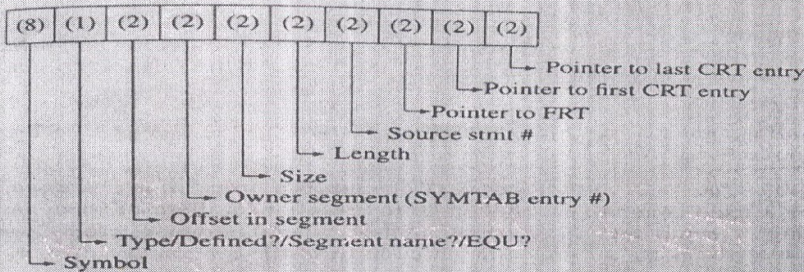 (8) (1) (2) (2) (2) (2) (2) (2) (2) (2)
Pointer to last CRT entry
Pointer to first CRT entry
Pointer to FRT
Source stmt #
Length
Size
Owner segment (SYMTAB entry #)
Offset in segment
Type/Defined?/Segment name?/EQU?
Symbol